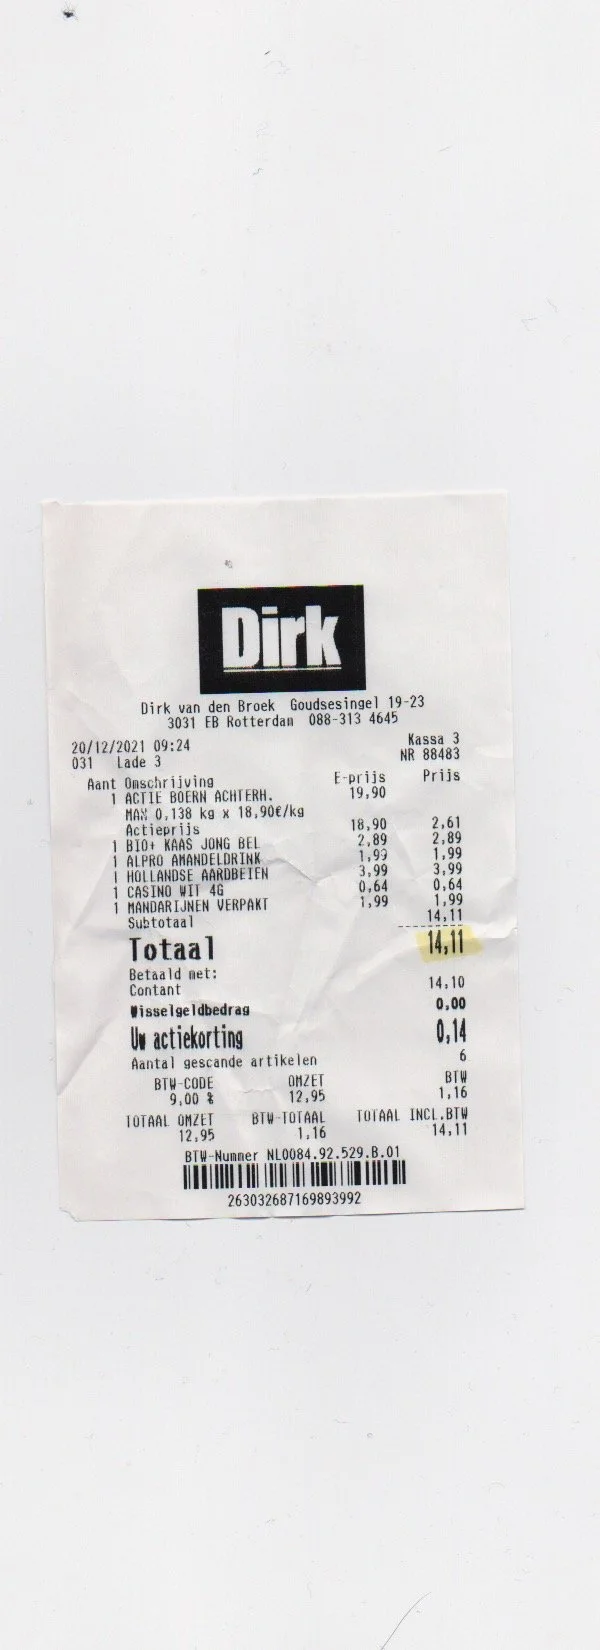 Dirk
Dirk van den Broek Goudsesingel 19-23
3031 EB Rotterdam 088-313 4645
20/12/2021 09:24 Kassa 3
031 Lade 3 NR 88483
Aant Omschrijving E-prijs Prijs
1 ACTIE BOERN ACHTERH. 19,90
MAX 0,138 kg x 18,90€/kg
Actieprijs 18,90 2,61
1 BIO+ KAAS JONG BEL 2,89 2,89
1 ALPRO AMANDELDRINK 1,99 1,99
1 HOLLANDSE AARDBEIEN 3,99 3,99
1 CASINO WIT 4G 0,64 0,64
1 MANDARIJNEN VERPAKT 1,99 1,99
Subtotaal 14,11
Totaal 14,11
Betaald met:
Contant 14,10
Wisselgeldbedrag 0,00
Uw actiekorting 0,14
Aantal gescande artikelen 6
BTW-CODE OMZET BTW
9,00 % 12,95 1,16
TOTAAL OMZET BTW-TOTAAL TOTAAL INCL.BTW
12,95 1,16 14,11
BTW-Nummer NL0084.92.529.B.01
263032687169893992